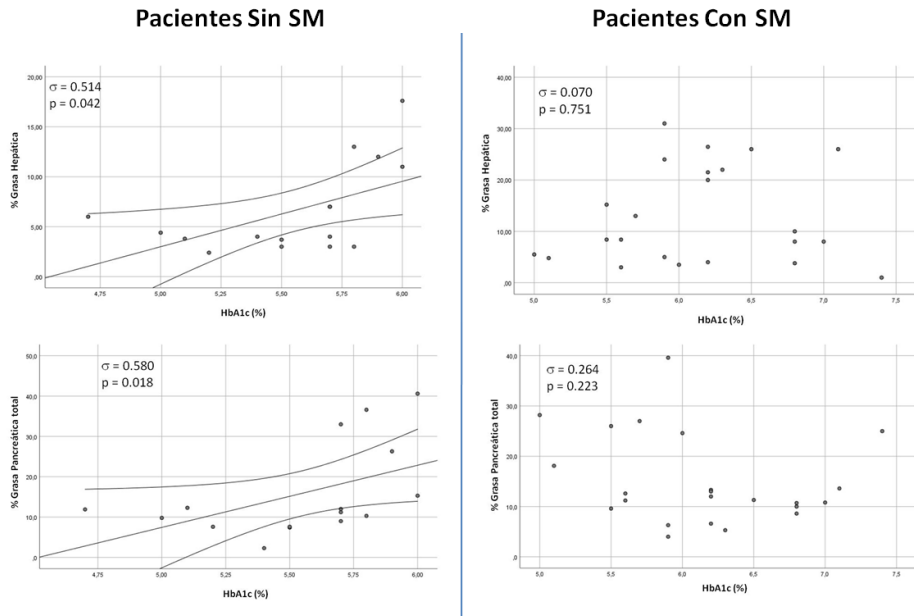 Pacientes Sin SM
Pacientes Con SM
σ = 0.514
p = 0.042
% Grasa Hepática
20,00
15,00
10,00
5,00
,00
4,75 5,00 5,25 5,50 5,75 6,00
HbA1c (%)
σ = 0.070
p = 0.751
% Grasa Hepática
40,00
30,00
20,00
10,00
,00
5,0 5,5 6,0 6,5 7,0 7,5
HbA1c (%)
σ = 0.580
p = 0.018
% Grasa Pancreática total
50,0
40,0
30,0
20,0
10,0
,0
4,75 5,00 5,25 5,50 5,75 6,00
HbA1c (%)
σ = 0.264
p = 0.223
% Grasa Pancreática total
40,0
30,0
20,0
10,0
,0
5,0 5,5 6,0 6,5 7,0 7,5
HbA1c (%)